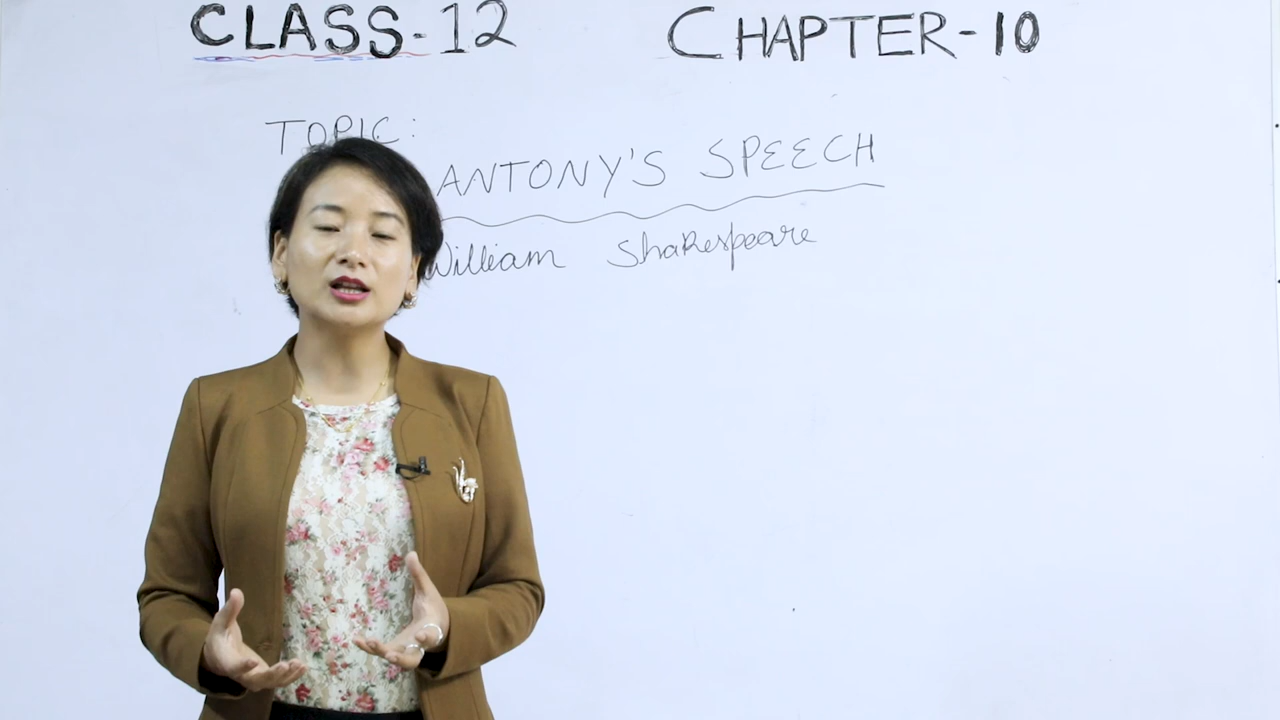 CLASS-12 CHAPTER-10
TOPIC:
ANTONY'S SPEECH
William Shakespeare